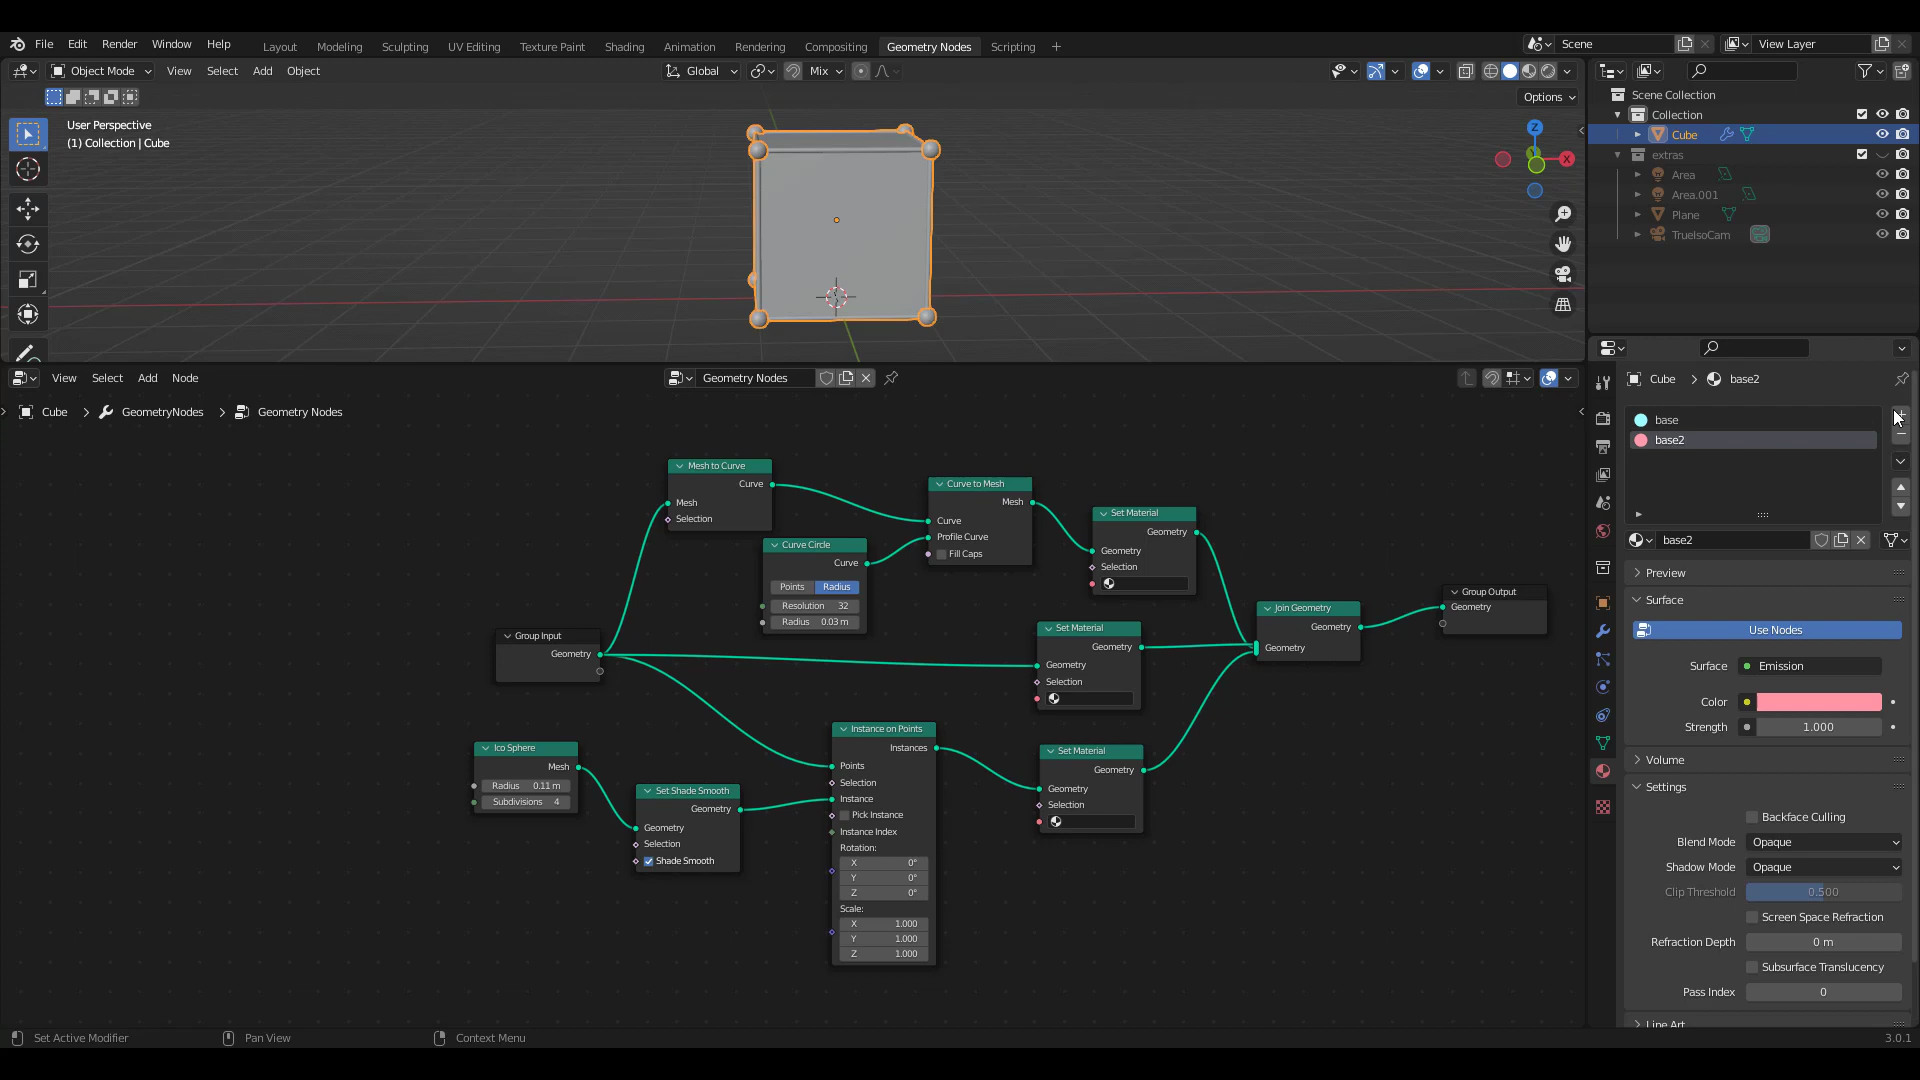 File Edit Render Window Help
Layout Modeling Sculpting UV Editing Texture Paint Shading Animation Rendering Compositing Geometry Nodes Scripting +
Scene
View Layer
Object Mode View Select Add Object
Global
Mix
Options
User Perspective
(1) Collection | Cube
Z
X
Scene Collection
Collection
Cube
extras
Area
Area.001
Plane
TrueIsoCam
View Select Add Node
Geometry Nodes
Cube > GeometryNodes > Geometry Nodes
Mesh to Curve
Curve
Mesh
Selection
Curve Circle
Curve
Points Radius
Resolution 32
Radius 0.03 m
Curve to Mesh
Mesh
Curve
Profile Curve
Fill Caps
Set Material
Geometry
Geometry
Selection
Group Input
Geometry
Set Material
Geometry
Geometry
Selection
Join Geometry
Geometry
Geometry
Group Output
Geometry
Ico Sphere
Mesh
Radius 0.11 m
Subdivisions 4
Set Shade Smooth
Geometry
Geometry
Selection
Shade Smooth
Instance on Points
Instances
Points
Selection
Instance
Pick Instance
Instance Index
Rotation:
X 0°
Y 0°
Z 0°
Scale:
X 1.000
Y 1.000
Z 1.000
Set Material
Geometry
Geometry
Selection
Cube > base2
base
base2
base2
Preview
Surface
Use Nodes
Surface Emission
Color
Strength 1.000
Volume
Settings
Backface Culling
Blend Mode Opaque
Shadow Mode Opaque
Clip Threshold 0.500
Screen Space Refraction
Refraction Depth 0 m
Subsurface Translucency
Pass Index 0
Line Art
Set Active Modifier
Pan View
Context Menu
3.0.1